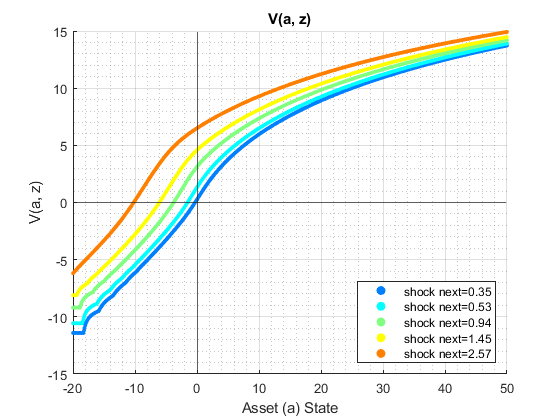 V(a, z)
15
10
5
0
-5
-10
-15
V(a, z)
-20
-10
0
10
20
30
40
50
Asset (a) State
shock next=0.35
shock next=0.53
shock next=0.94
shock next=1.45
shock next=2.57